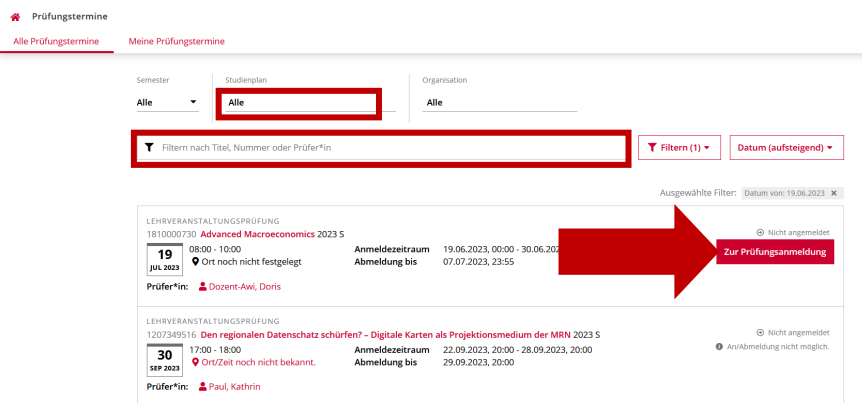 Prüfungstermine
Alle Prüfungstermine Meine Prüfungstermine
Semester Studienplan Organisation
Alle Alle Alle
Filtern nach Titel, Nummer oder Prüfer*in Filtern (1) Datum (aufsteigend)
Ausgewählte Filter: Datum von: 19.06.2023 ×
LEHRVERANSTALTUNGSPRÜFUNG
1810000730 Advanced Macroeconomics 2023 S Nicht angemeldet
19 JUL 2023 08:00 - 10:00 Anmeldezeitraum 19.06.2023, 00:00 - 30.06.202 Zur Prüfungsanmeldung
Ort noch nicht festgelegt Abmeldung bis 07.07.2023, 23:55
Prüfer*in: Dozent-Awi, Doris
LEHRVERANSTALTUNGSPRÜFUNG
1207349516 Den regionalen Datenschatz schürfen? – Digitale Karten als Projektionsmedium der MRN 2023 S Nicht angemeldet
30 SEP 2023 17:00 - 18:00 Anmeldezeitraum 22.09.2023, 20:00 - 28.09.2023, 20:00 An/Abmeldung nicht möglich.
Ort/Zeit noch nicht bekannt. Abmeldung bis 29.09.2023, 20:00
Prüfer*in: Paul, Kathrin